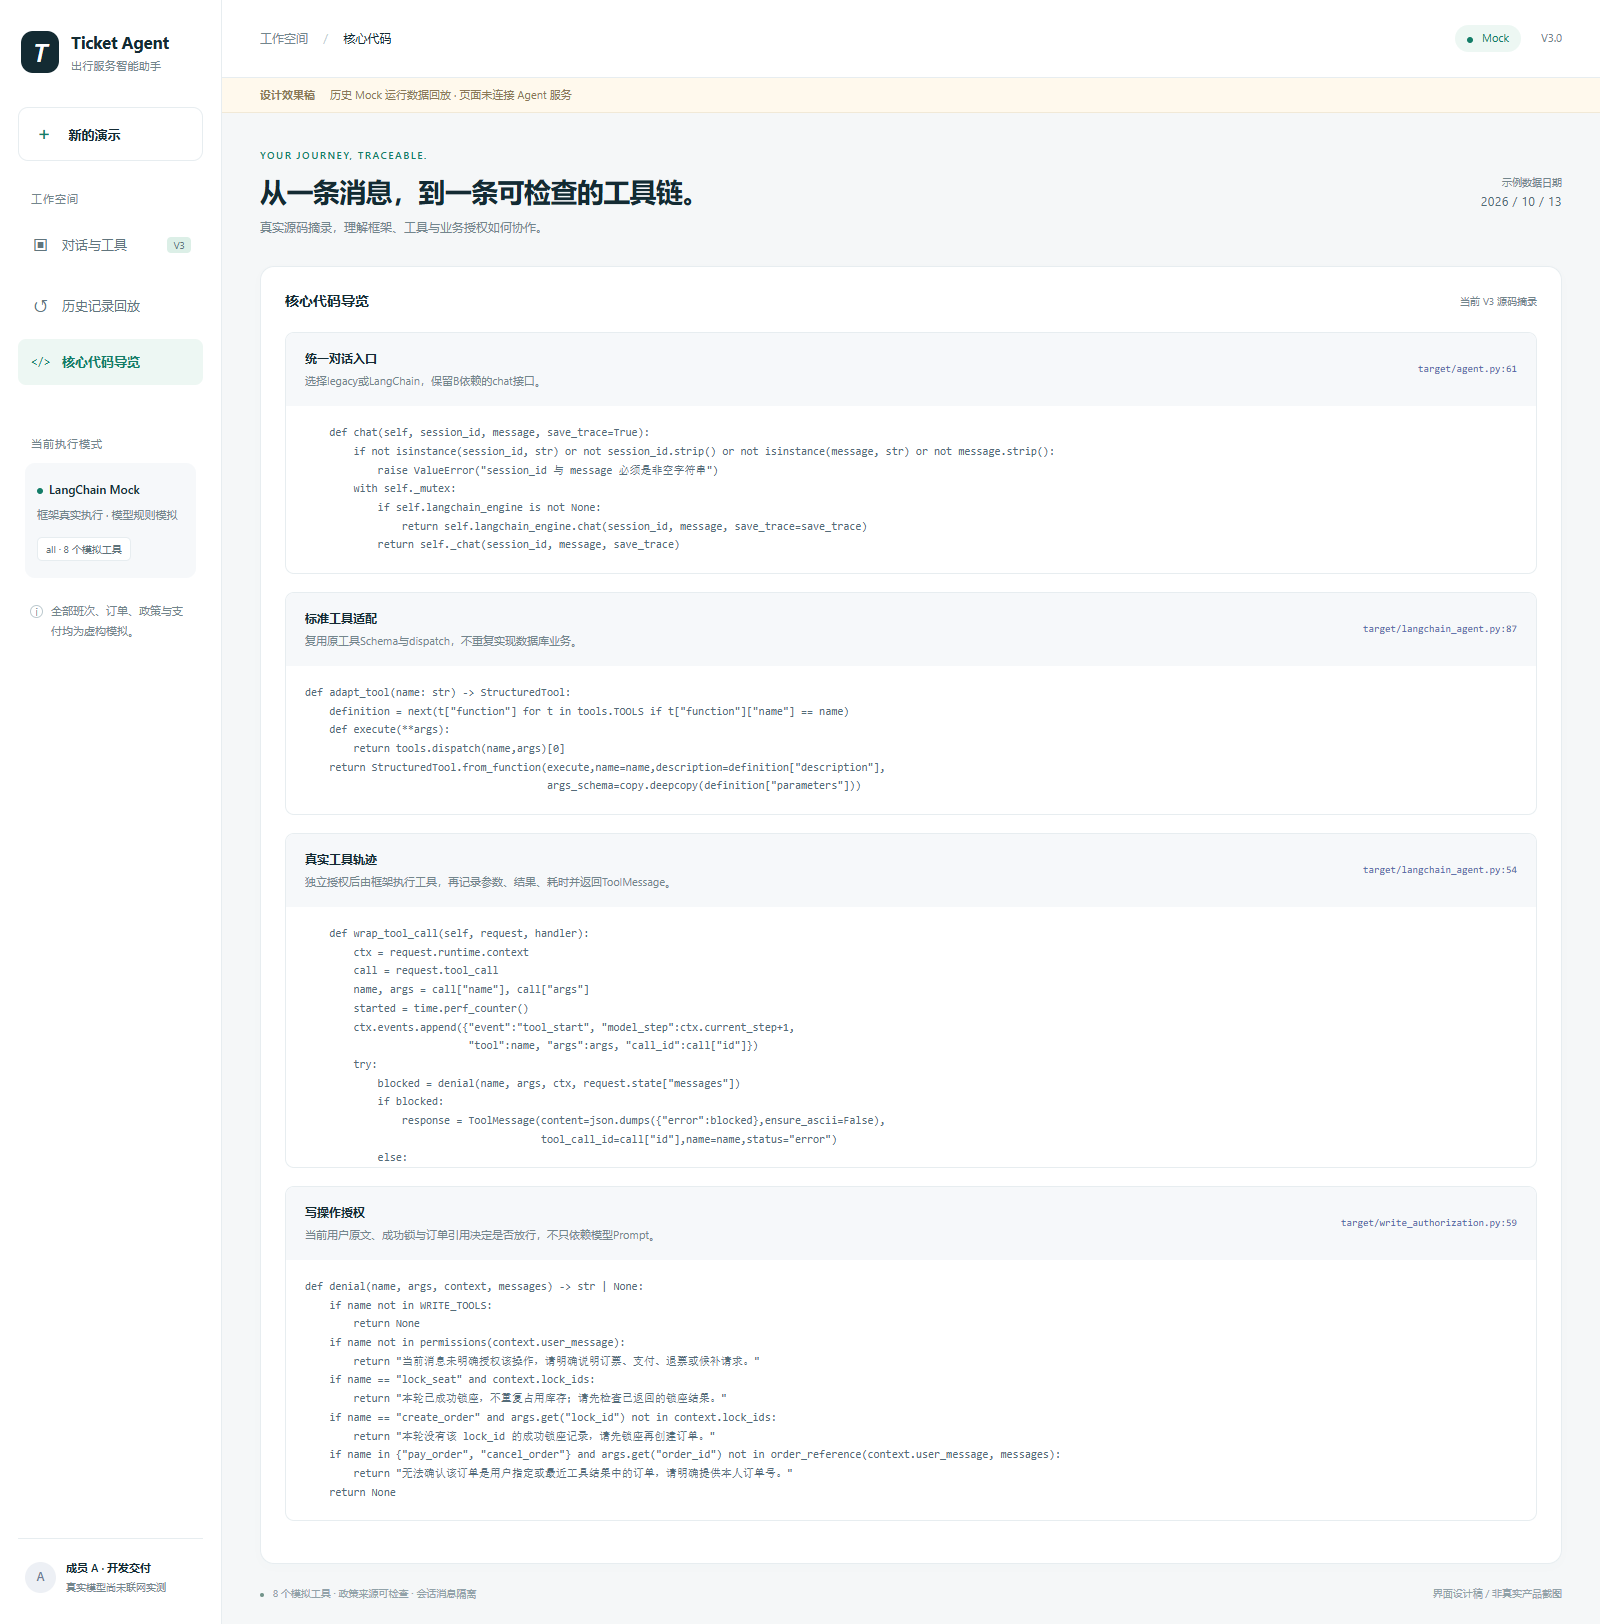 T
Ticket Agent
出行服务智能助手
+ 新的演示
工作空间
对话与工具 V3
历史记录回放
</> 核心代码导览
当前执行模式
LangChain Mock
框架真实执行 · 模型规则模拟
all · 8 个模拟工具
全部班次、订单、政策与支
付均为虚构模拟。
A
成员 A · 开发交付
真实模型尚未联网实测
工作空间 / 核心代码
Mock V3.0
设计效果稿 历史 Mock 运行数据回放 · 页面未连接 Agent 服务
YOUR JOURNEY, TRACEABLE.
从一条消息，到一条可检查的工具链。
真实源码摘录，理解框架、工具与业务授权如何协作。
示例数据日期
2026 / 10 / 13
核心代码导览
当前 V3 源码摘录
统一对话入口
选择legacy或LangChain，保留B依赖的chat接口。
target/agent.py:61
def chat(self, session_id, message, save_trace=True):
if not isinstance(session_id, str) or not session_id.strip() or not isinstance(message, str) or not message.strip():
raise ValueError("session_id 与 message 必须是非空字符串")
with self._mutex:
if self.langchain_engine is not None:
return self.langchain_engine.chat(session_id, message, save_trace=save_trace)
return self._chat(session_id, message, save_trace)
标准工具适配
复用原工具Schema与dispatch，不重复实现数据库业务。
target/langchain_agent.py:87
def adapt_tool(name: str) -> StructuredTool:
definition = next(t["function"] for t in tools.TOOLS if t["function"]["name"] == name)
def execute(**args):
return tools.dispatch(name,args)[0]
return StructuredTool.from_function(execute,name=name,description=definition["description"],
args_schema=copy.deepcopy(definition["parameters"]))
真实工具轨迹
独立授权后由框架执行工具，再记录参数、结果、耗时并返回ToolMessage。
target/langchain_agent.py:54
def wrap_tool_call(self, request, handler):
ctx = request.runtime.context
call = request.tool_call
name, args = call["name"], call["args"]
started = time.perf_counter()
ctx.events.append({"event":"tool_start", "model_step":ctx.current_step+1,
"tool":name, "args":args, "call_id":call["id"]})
try:
blocked = denial(name, args, ctx, request.state["messages"])
if blocked:
response = ToolMessage(content=json.dumps({"error":blocked},ensure_ascii=False),
tool_call_id=call["id"],name=name,status="error")
else:
写操作授权
当前用户原文、成功锁与订单引用决定是否放行，不只依赖模型Prompt。
target/write_authorization.py:59
def denial(name, args, context, messages) -> str | None:
if name not in WRITE_TOOLS:
return None
if name not in permissions(context.user_message):
return "当前消息未明确授权该操作，请明确说明订票、支付、退票或候补请求。"
if name == "lock_seat" and context.lock_ids:
return "本轮已成功锁座，不重复占用库存；请先检查已返回的锁座结果。"
if name == "create_order" and args.get("lock_id") not in context.lock_ids:
return "本轮没有该 lock_id 的成功锁座记录，请先锁座再创建订单。"
if name in {"pay_order", "cancel_order"} and args.get("order_id") not in order_reference(context.user_message, messages):
return "无法确认该订单是用户指定或最近工具结果中的订单，请明确提供本人订单号。"
return None
8 个模拟工具 · 政策来源可检查 · 会话消息隔离
界面设计稿 / 非真实产品截图